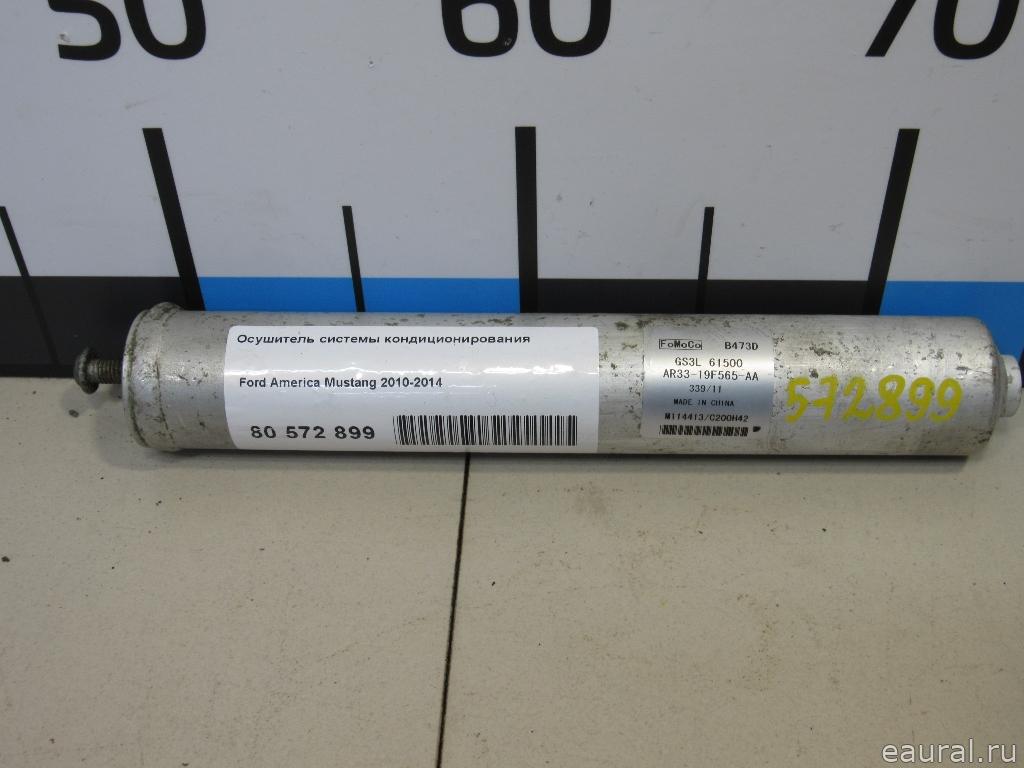 50 60 70
Осушитель системы кондиционирования
Ford America Mustang 2010-2014
80 572 899
FoMoCo B473D
GS3L 61500
AR33-19F565-AA
339/11
MADE IN CHINA
M114413/C200H42
572899
eaural.ru